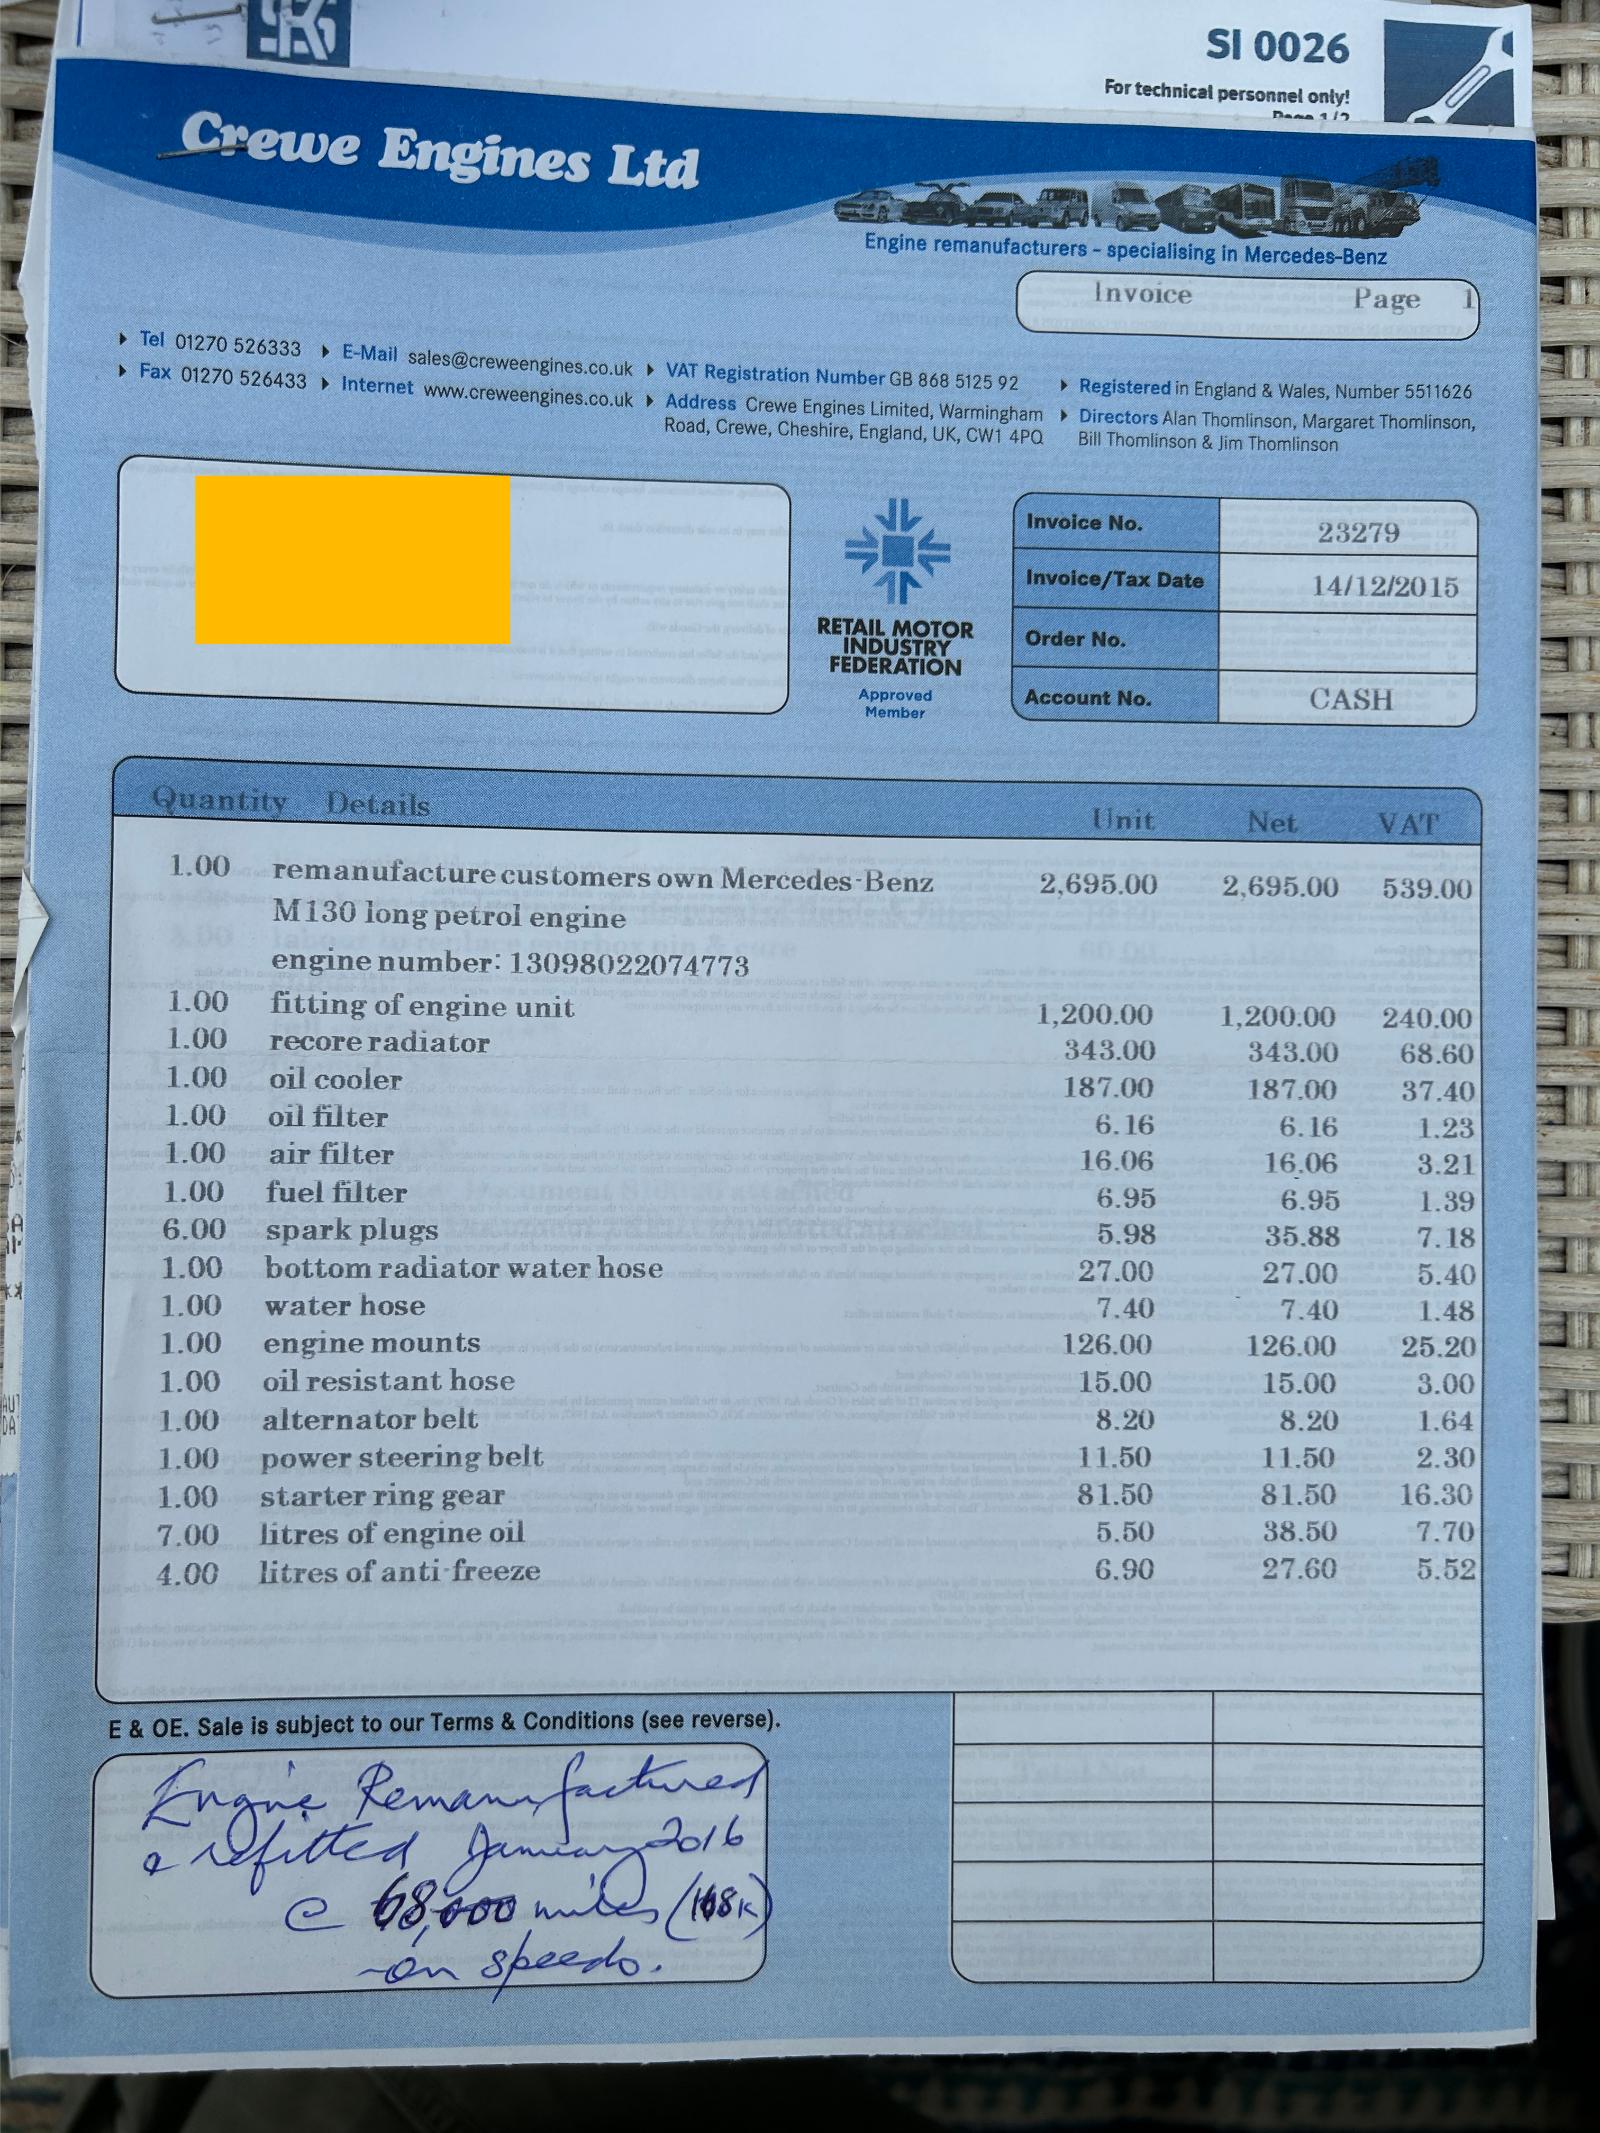 SI 0026
For technical personnel only!
Page 1/2
Crewe Engines Ltd
Engine remanufacturers - specialising in Mercedes-Benz
Invoice Page 1
Tel 01270 526333
Fax 01270 526433
E-Mail sales@creweengines.co.uk
Internet www.creweengines.co.uk
VAT Registration Number GB 868 5125 92
Address Crewe Engines Limited, Warmingham
Road, Crewe, Cheshire, England, UK, CW1 4PQ
Registered in England & Wales, Number 5511626
Directors Alan Thomlinson, Margaret Thomlinson,
Bill Thomlinson & Jim Thomlinson
RETAIL MOTOR
INDUSTRY
FEDERATION
Approved
Member
Invoice No. 23279
Invoice/Tax Date 14/12/2015
Order No.
Account No. CASH
Quantity Details Unit Net VAT
1.00 remanufacture customers own Mercedes-Benz 2,695.00 2,695.00 539.00
M130 long petrol engine
engine number: 13098022074773
1.00 fitting of engine unit 1,200.00 1,200.00 240.00
1.00 recore radiator 343.00 343.00 68.60
1.00 oil cooler 187.00 187.00 37.40
1.00 oil filter 6.16 6.16 1.23
1.00 air filter 16.06 16.06 3.21
1.00 fuel filter 6.95 6.95 1.39
6.00 spark plugs 5.98 35.88 7.18
1.00 bottom radiator water hose 27.00 27.00 5.40
1.00 water hose 7.40 7.40 1.48
1.00 engine mounts 126.00 126.00 25.20
1.00 oil resistant hose 15.00 15.00 3.00
1.00 alternator belt 8.20 8.20 1.64
1.00 power steering belt 11.50 11.50 2.30
1.00 starter ring gear 81.50 81.50 16.30
7.00 litres of engine oil 5.50 38.50 7.70
4.00 litres of anti-freeze 6.90 27.60 5.52
E & OE. Sale is subject to our Terms & Conditions (see reverse).
Engine Remanufactured
& refitted January 2016
@ 68,000 miles (168K)
on speedo.